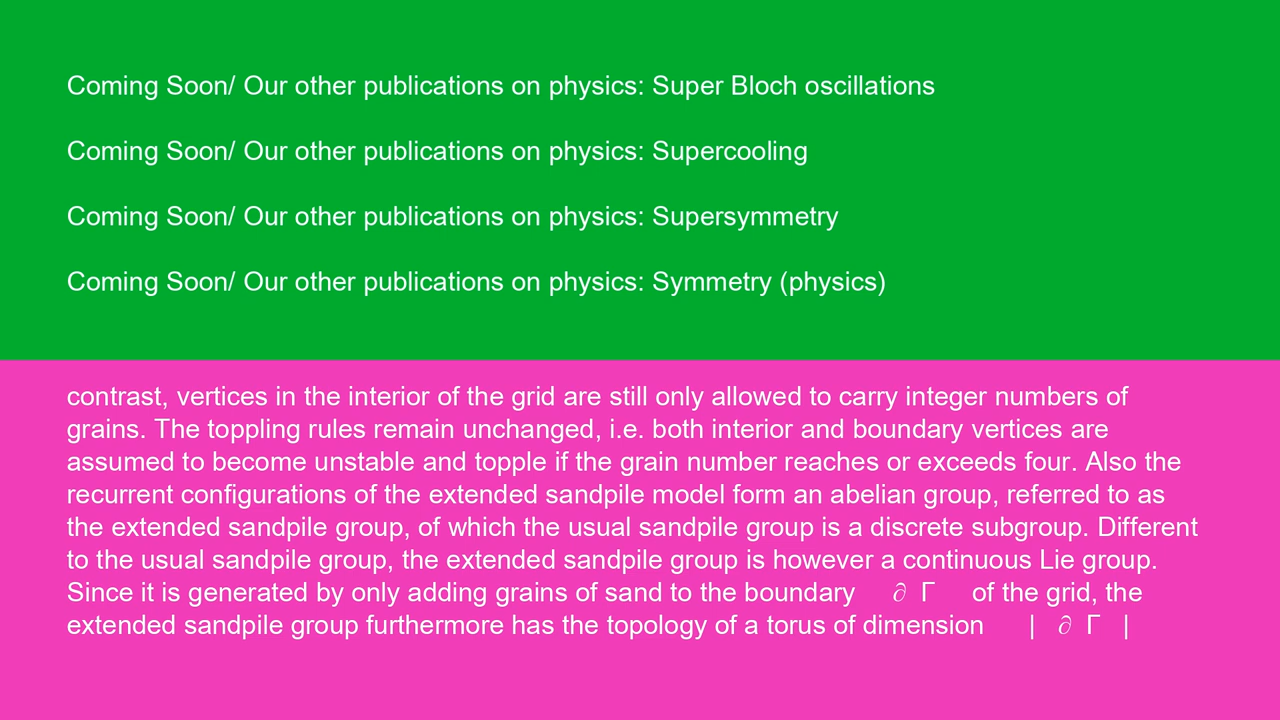 Coming Soon/ Our other publications on physics: Super Bloch oscillations
Coming Soon/ Our other publications on physics: Supercooling
Coming Soon/ Our other publications on physics: Supersymmetry
Coming Soon/ Our other publications on physics: Symmetry (physics)
contrast, vertices in the interior of the grid are still only allowed to carry integer numbers of
grains. The toppling rules remain unchanged, i.e. both interior and boundary vertices are
assumed to become unstable and topple if the grain number reaches or exceeds four. Also the
recurrent configurations of the extended sandpile model form an abelian group, referred to as
the extended sandpile group, of which the usual sandpile group is a discrete subgroup. Different
to the usual sandpile group, the extended sandpile group is however a continuous Lie group.
Since it is generated by only adding grains of sand to the boundary ∂ Γ of the grid, the
extended sandpile group furthermore has the topology of a torus of dimension | ∂ Γ |